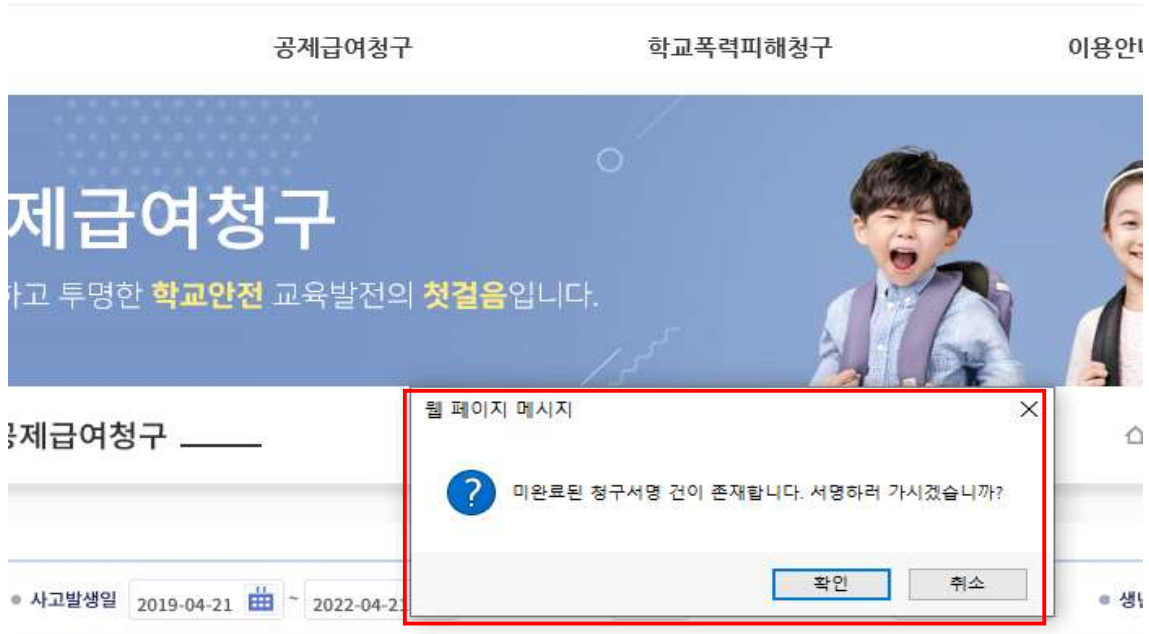 공제급여청구 학교폭력피해청구 이용안
제급여청구
하고 투명한 학교안전 교육발전의 첫걸음입니다.
공제급여청구
웹 페이지 메시지
미완료된 청구서명 건이 존재합니다. 서명하러 가시겠습니까?
확인 취소
사고발생일 2019-04-21 ~ 2022-04-21